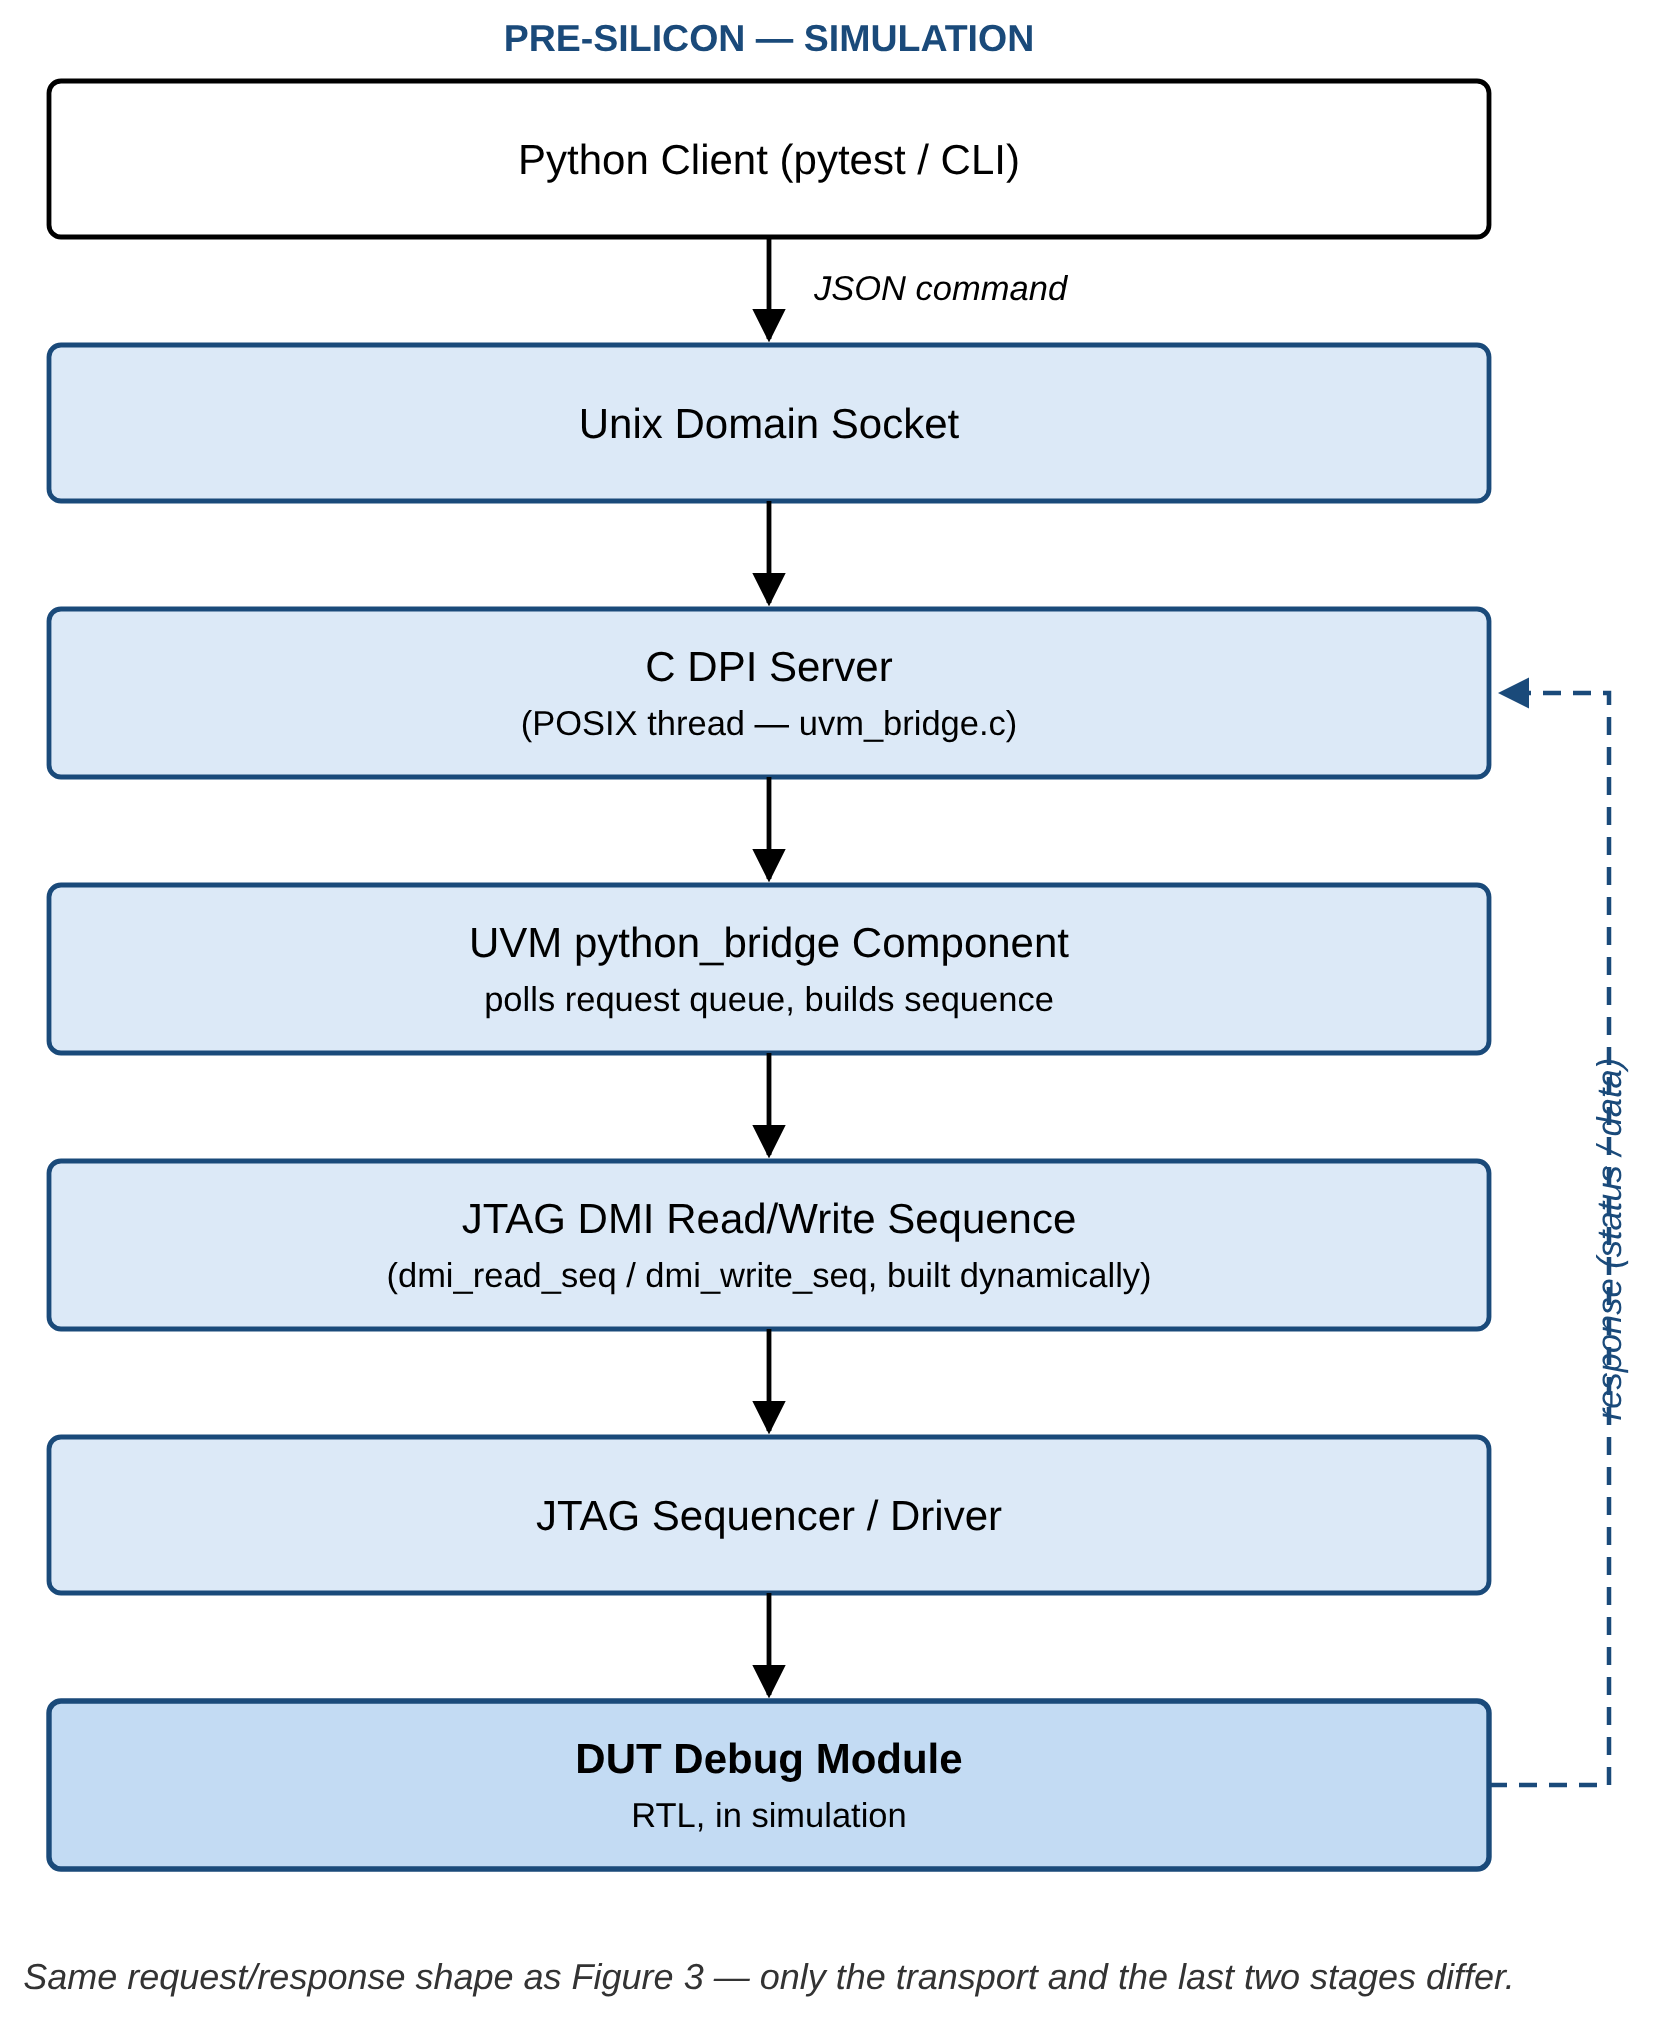 PRE-SILICON — SIMULATION
Python Client (pytest / CLI)
JSON command
Unix Domain Socket
C DPI Server
(POSIX thread — uvm_bridge.c)
UVM python_bridge Component
polls request queue, builds sequence
response (status / data)
JTAG DMI Read/Write Sequence
(dmi_read_seq / dmi_write_seq, built dynamically)
JTAG Sequencer / Driver
DUT Debug Module
RTL, in simulation
Same request/response shape as Figure 3 — only the transport and the last two stages differ.